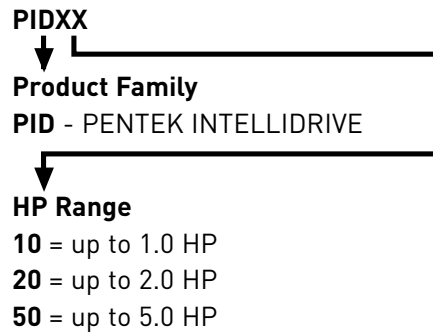 PIDXX
Product Family
PID - PENTEK INTELLIDRIVE
HP Range
10 = up to 1.0 HP
20 = up to 2.0 HP
50 = up to 5.0 HP